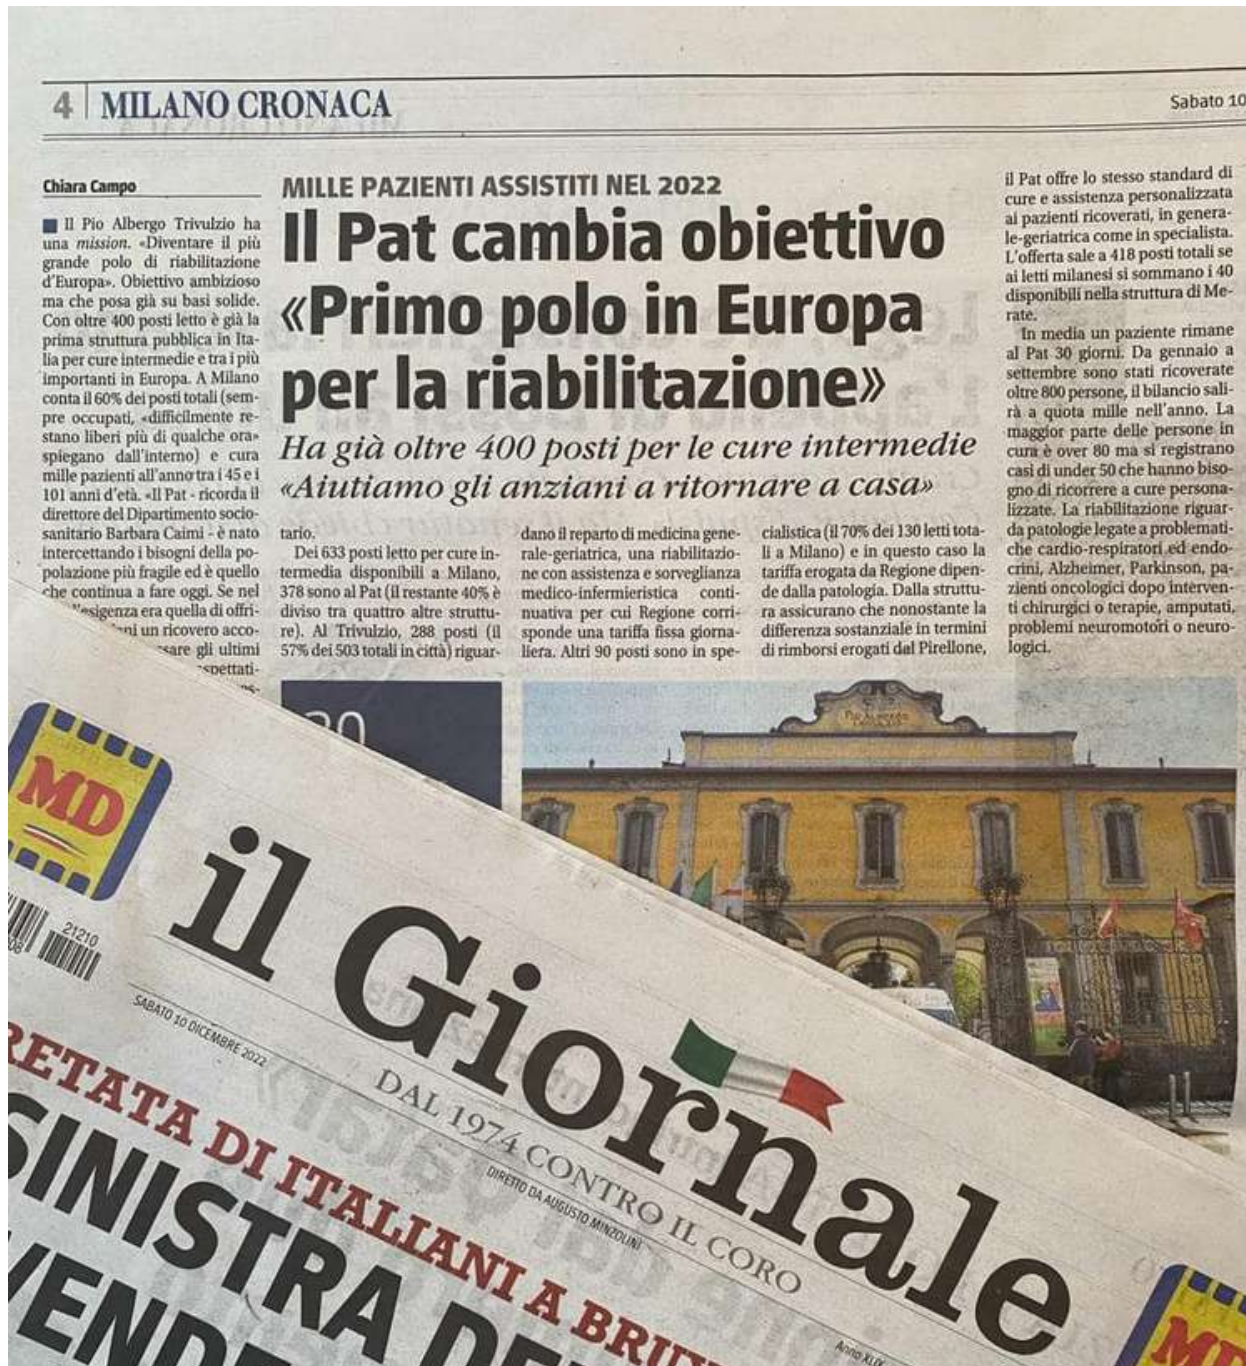 4 MILANO CRONACA
Sabato 10
Chiara Campo
Il Pio Albergo Trivulzio ha
una mission. «Diventare il più
grande polo di riabilitazione
d'Europa». Obiettivo ambizioso
ma che posa già su basi solide.
Con oltre 400 posti letto è già la
prima struttura pubblica in Ita-
lia per cure intermedie e tra i più
importanti in Europa. A Milano
conta il 60% dei posti totali (sem-
pre occupati, «difficilmente re-
stano liberi più di qualche ora»
spiegano dall'interno) e cura
mille pazienti all'anno tra i 45 e i
101 anni d'età. «Il Pat - ricorda il
direttore del Dipartimento socio-
sanitario Barbara Caimi - è nato
intercettando i bisogni della po-
polazione più fragile ed è quello
che continua a fare oggi. Se nel
l'esigenza era quella di offri-
un ricovero acco-
gli ultimi
MILLE PAZIENTI ASSISTITI NEL 2022
Il Pat cambia obiettivo
«Primo polo in Europa
per la riabilitazione»
Ha già oltre 400 posti per le cure intermedie
«Aiutiamo gli anziani a ritornare a casa»
tario.
Dei 633 posti letto per cure in-
termedia disponibili a Milano,
378 sono al Pat (il restante 40% è
diviso tra quattro altre struttu-
re). Al Trivulzio, 288 posti (il
57% dei 503 totali in città) riguar-
dano il reparto di medicina gene-
rale-geriatrica, una riabilitazio-
ne con assistenza e sorveglianza
medico-infermieristica conti-
nuativa per cui Regione corri-
sponde una tariffa fissa giorna-
liera. Altri 90 posti sono in spe-
cialistica (il 70% dei 130 letti tota-
li a Milano) e in questo caso la
tariffa erogata da Regione dipen-
de dalla patologia. Dalla struttu-
ra assicurano che nonostante la
differenza sostanziale in termini
di rimborsi erogati dal Pirellone,
il Pat offre lo stesso standard di
cure e assistenza personalizzata
ai pazienti ricoverati, in genera-
le-geriatrica come in specialista.
L'offerta sale a 418 posti totali se
ai letti milanesi si sommano i 40
disponibili nella struttura di Me-
rate.
In media un paziente rimane
al Pat 30 giorni. Da gennaio a
settembre sono stati ricoverate
oltre 800 persone, il bilancio sali-
rà a quota mille nell'anno. La
maggior parte delle persone in
cura è over 80 ma si registrano
casi di under 50 che hanno biso-
gno di ricorrere a cure persona-
lizzate. La riabilitazione riguar-
da patologie legate a problemati-
che cardio-respiratori ed endo-
crini, Alzheimer, Parkinson, pa-
zienti oncologici dopo interven-
ti chirurgici o terapie, amputati,
problemi neuromotori o neuro-
logici.
MD
21210
il Giornale
SABATO 10 DICEMBRE 2022
DAL 1974 CONTRO IL CORO
DIRETTO DA AUGUSTO MINZOLINI
Anno XLIX
RETATA DI ITALIANI A BRUX
SINISTRA DE
VEND
MD